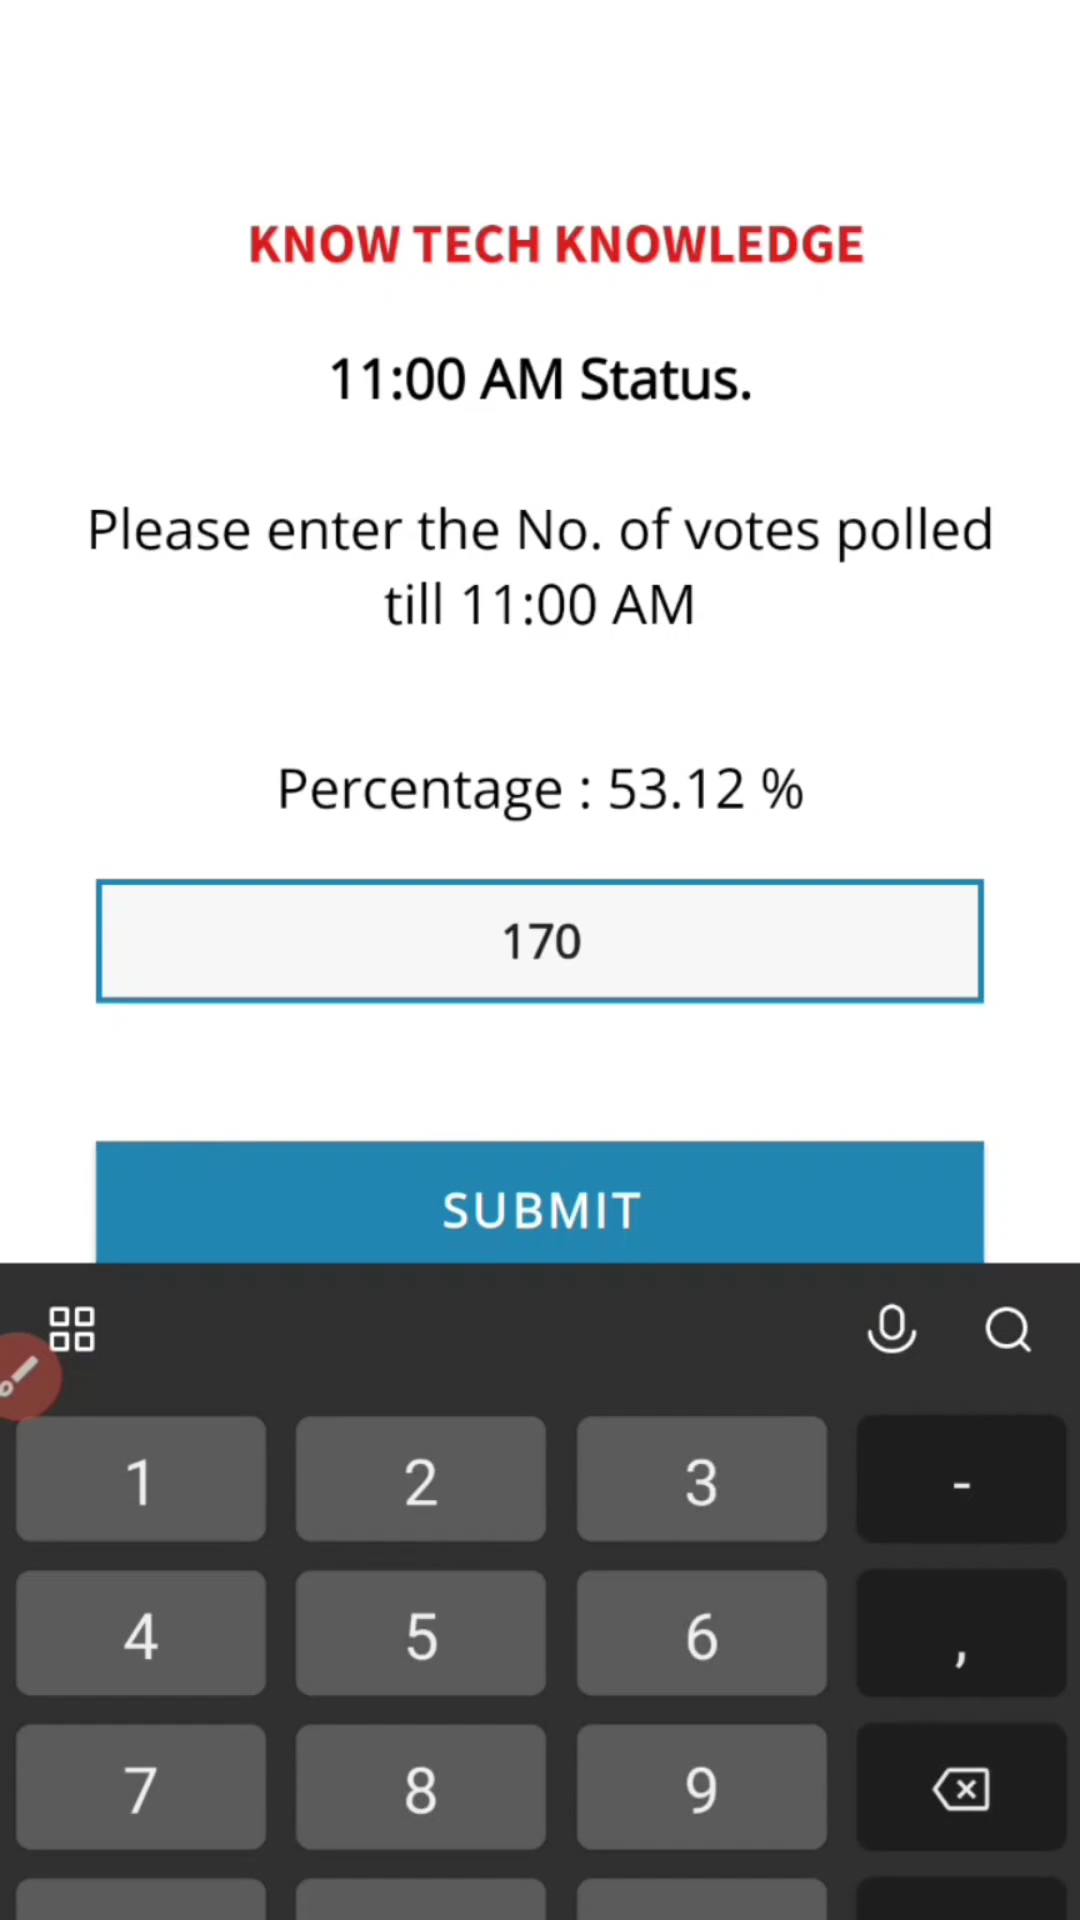 KNOW TECH KNOWLEDGE
11:00 AM Status.
Please enter the No. of votes polled
till 11:00 AM
Percentage : 53.12 %
170
SUBMIT
1 2 3 -
4 5 6 ,
7 8 9